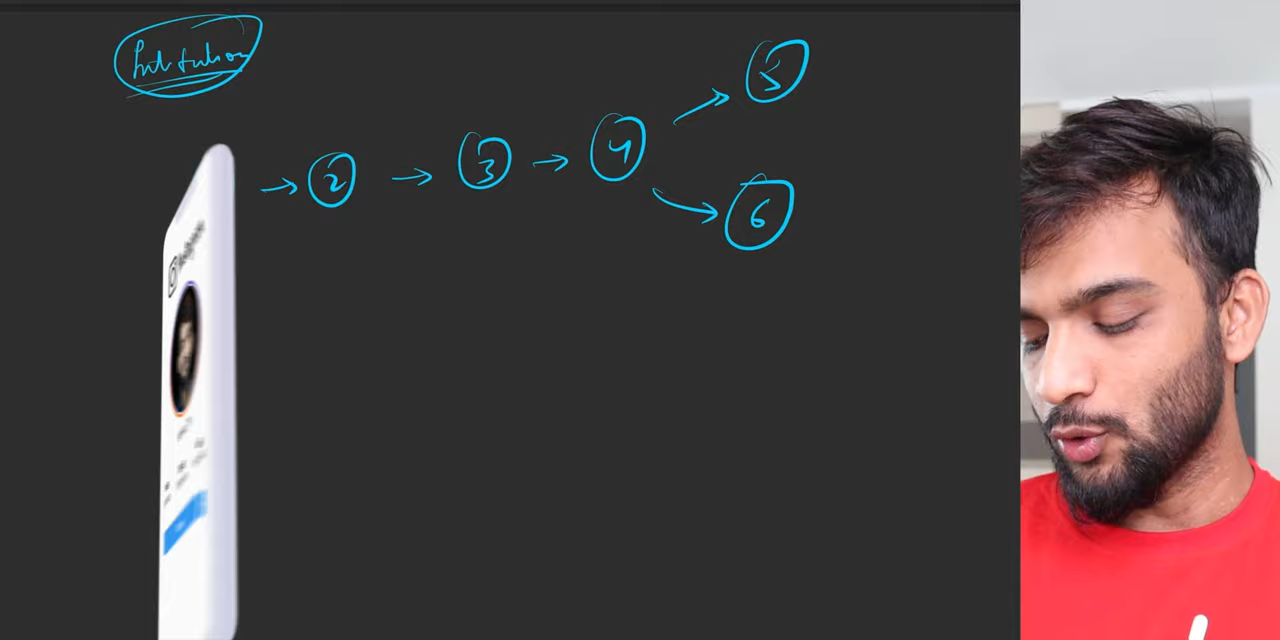 Intuition
→ 2 → 3 → 4
5
6